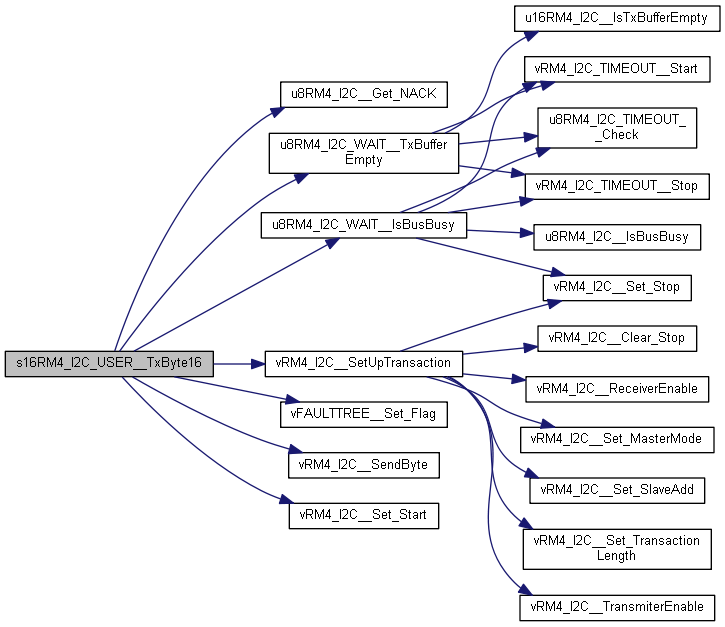 u16RM4_I2C__IsTxBufferEmpty
vRM4_I2C_TIMEOUT__Start
u8RM4_I2C__Get_NACK
u8RM4_I2C_TIMEOUT_
_Check
u8RM4_I2C_WAIT__TxBuffer
Empty
vRM4_I2C_TIMEOUT__Stop
u8RM4_I2C_WAIT__IsBusBusy
u8RM4_I2C__IsBusBusy
vRM4_I2C__Set_Stop
vRM4_I2C__Clear_Stop
s16RM4_I2C_USER__TxByte16
vRM4_I2C__SetUpTransaction
vRM4_I2C__ReceiverEnable
vFAULTTREE__Set_Flag
vRM4_I2C__Set_MasterMode
vRM4_I2C__SendByte
vRM4_I2C__Set_SlaveAdd
vRM4_I2C__Set_Start
vRM4_I2C__Set_Transaction
Length
vRM4_I2C__TransmiterEnable